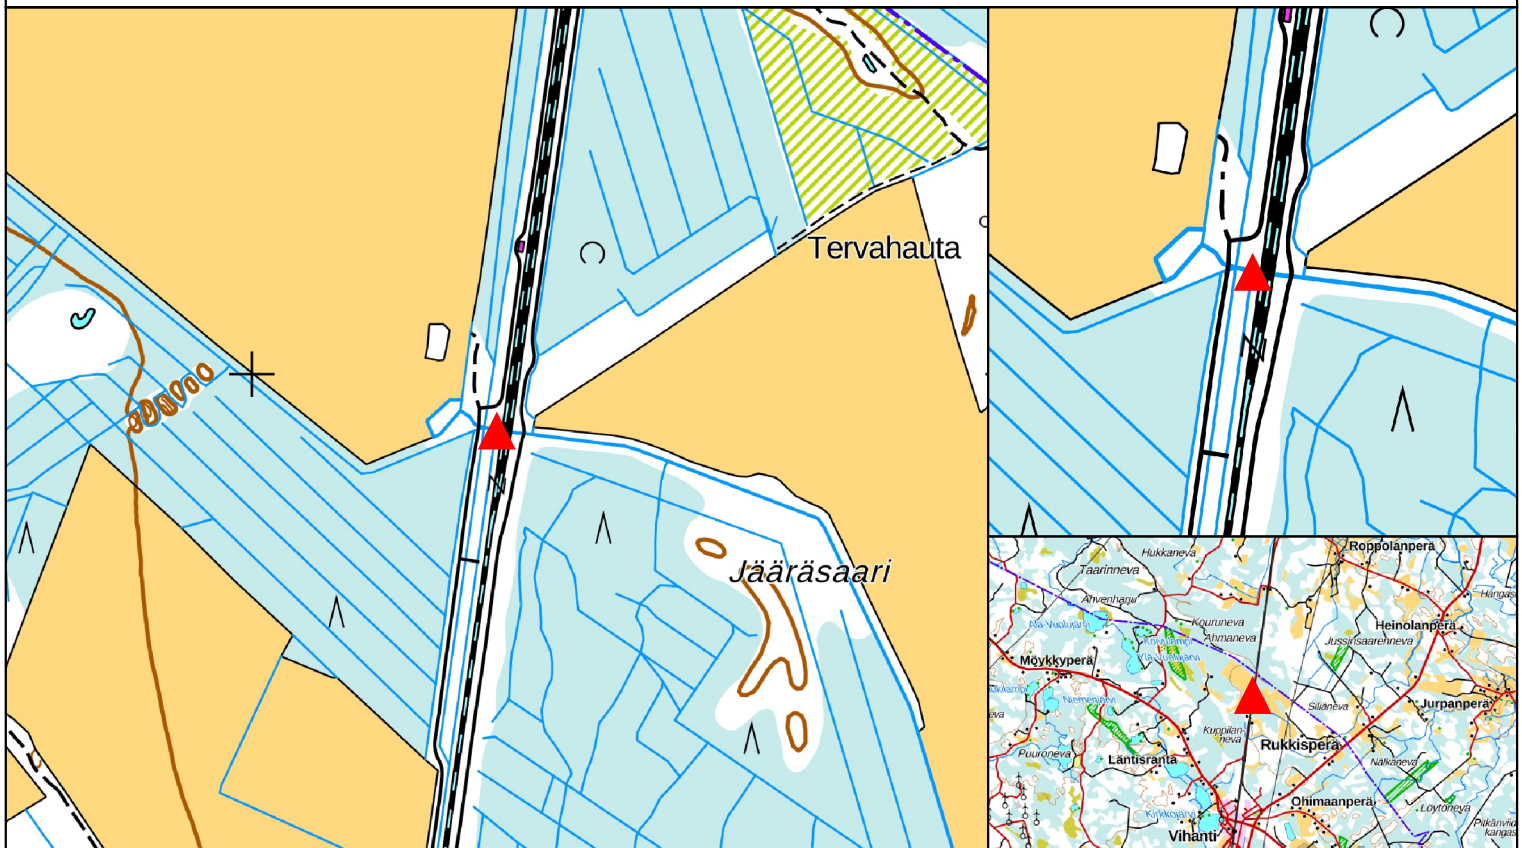 Tervahauta
Jääräsaari
Hukkaneva
Roppolanperä
Taarinneva
Ahvenharju
Kouruneva
Ahmaneva
Heinolanperä
Jussinsaarenneva
Möykkyperä
Siliäneva
Jurpanperä
Kuppilan-
neva
Rukkisperä
Puuroneva
Läntisranta
Nälkäneva
Ohimaanperä
Löytöneva
Kirkkojärvi
Vihanti